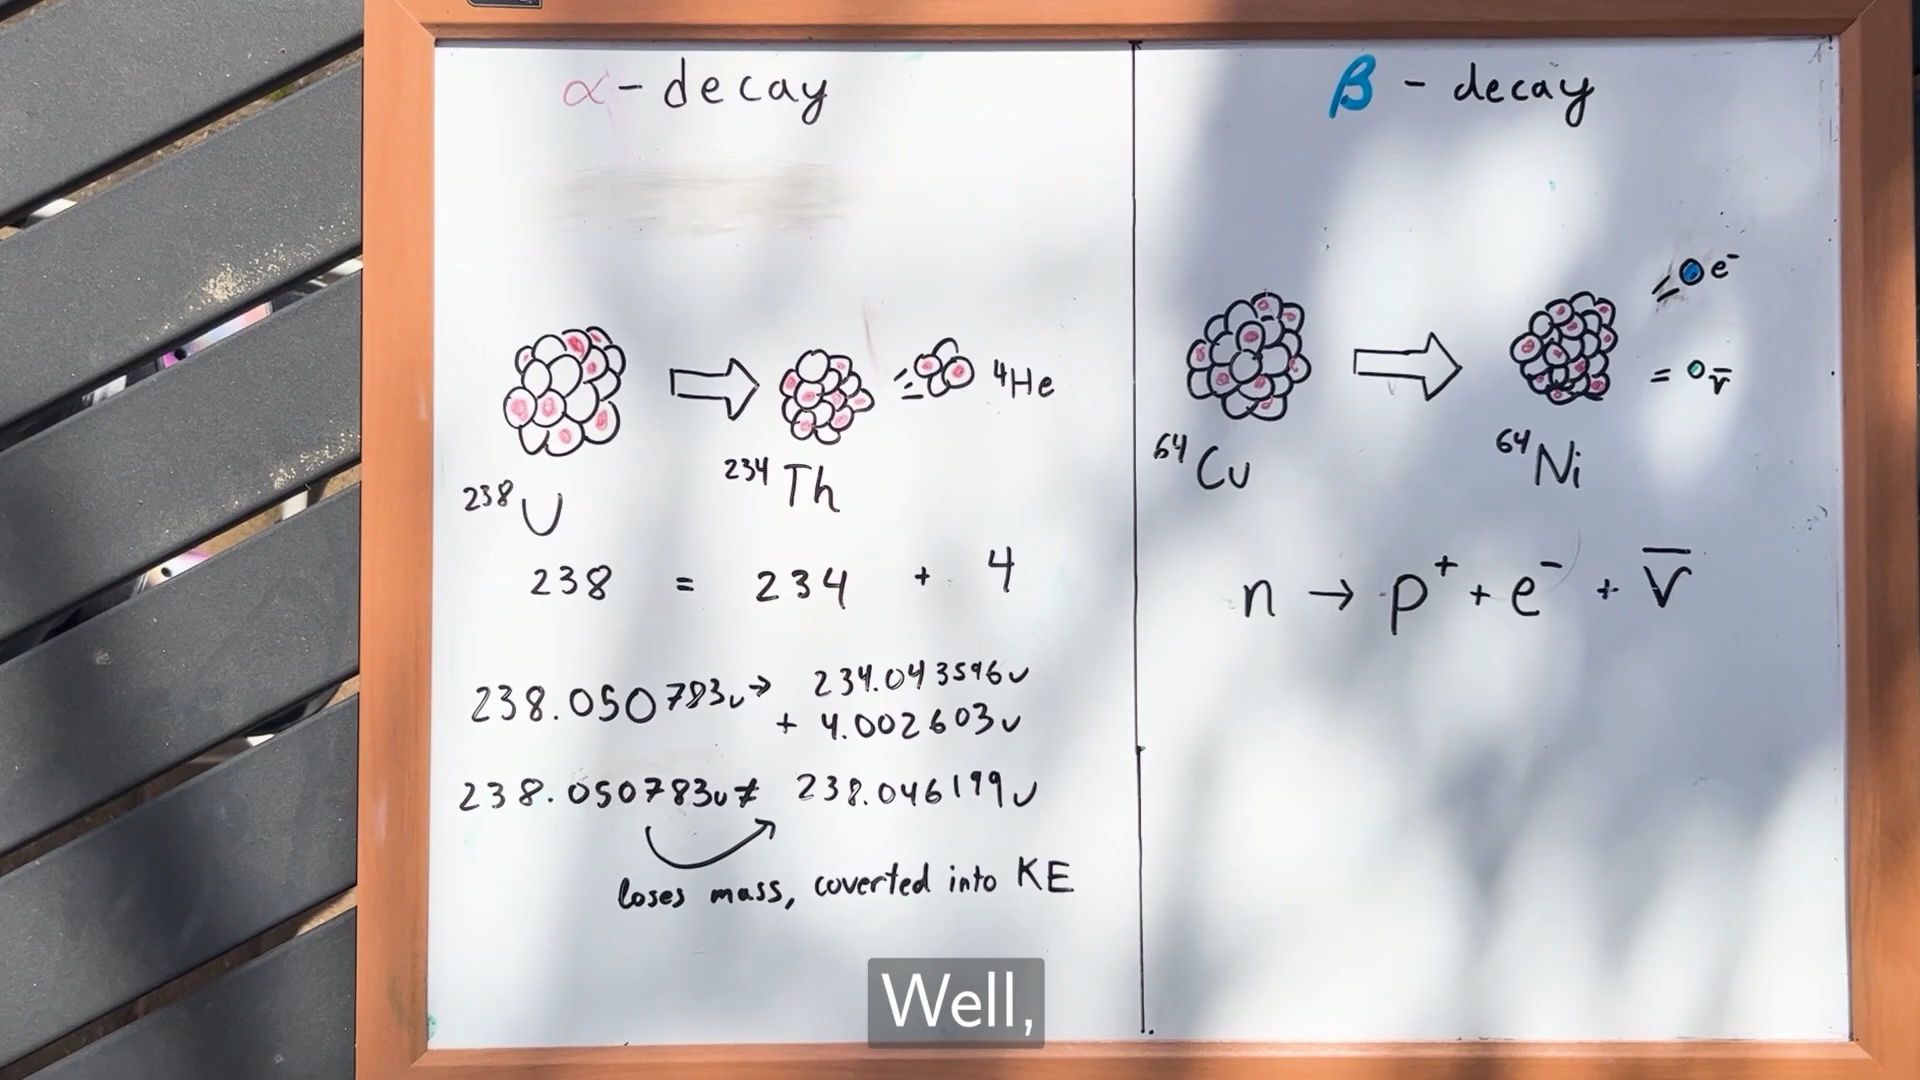 α - decay
⁴He
²³⁸U
²³⁴Th
238 = 234 + 4
238.050783u → 234.043596u
+ 4.002603u
238.050783u ≠ 238.046199u
loses mass, coverted into KE
β - decay
e⁻
ν̅
⁶⁴Cu
⁶⁴Ni
n → p⁺ + e⁻ + ν̅
Well,